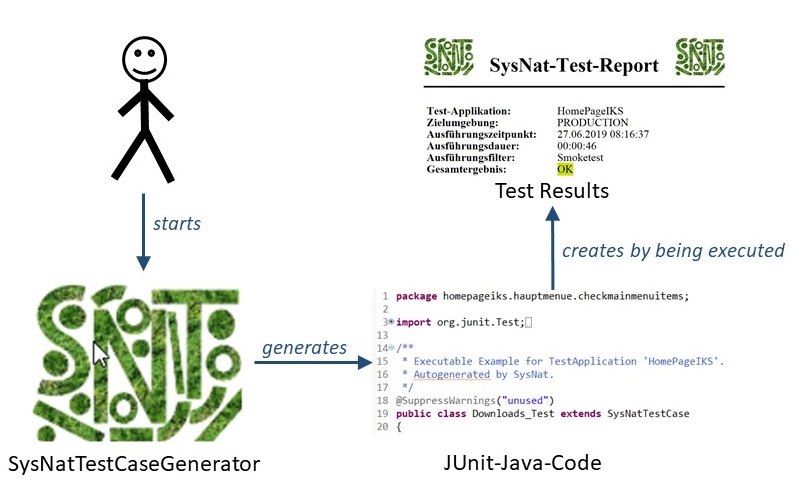 SysNat-Test-Report
Test-Applikation: HomePageIKS
Zielumgebung: PRODUCTION
Ausführungszeitpunkt: 27.06.2019 08:16:37
Ausführungsdauer: 00:00:46
Ausführungsfilter: Smoketest
Gesamtergebnis: OK
Test Results
starts
creates by being executed
generates
1 package homepageiks.hauptmenue.checkmainmenuitems;
2
3 import org.junit.Test;
13
14 /**
15 * Executable Example for TestApplication 'HomePageIKS'.
16 * Autogenerated by SysNat.
17 */
18 @SuppressWarnings("unused")
19 public class Downloads_Test extends SysNatTestCase
20 {
SysNatTestCaseGenerator
JUnit-Java-Code